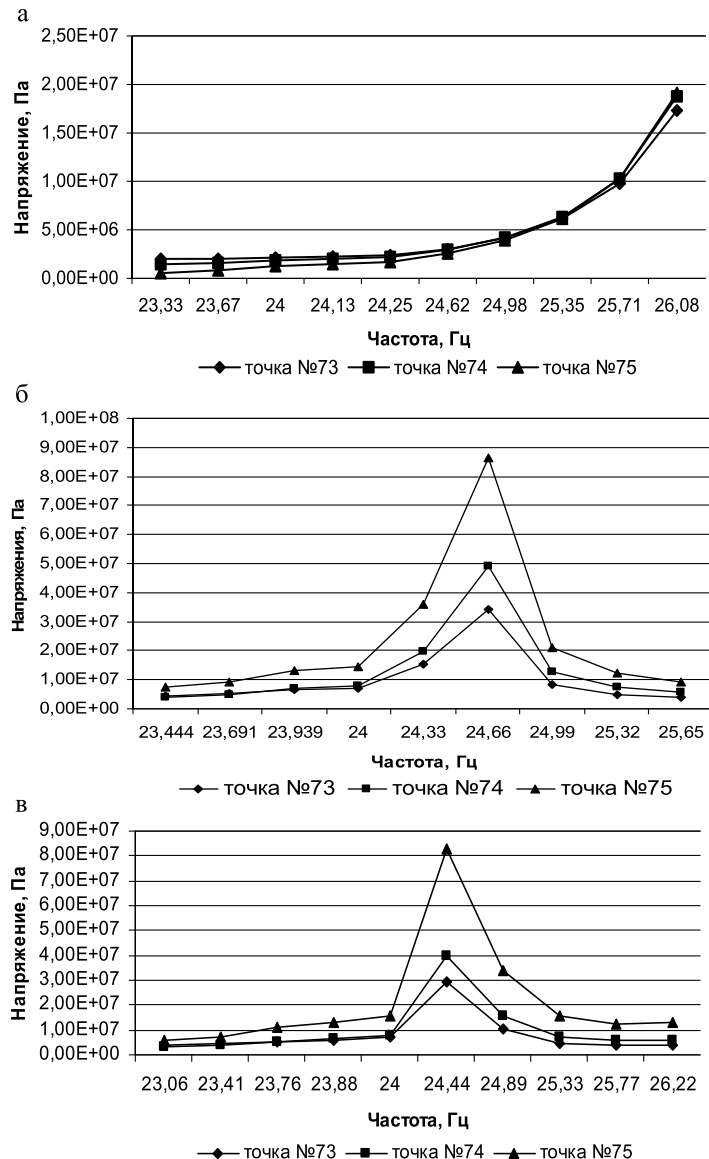 а
2,50E+07
2,00E+07
1,50E+07
1,00E+07
5,00E+06
0,00E+00
Напряжение, Па
23,33 23,67 24 24,13 24,25 24,62 24,98 25,35 25,71 26,08
Частота, Гц
точка №73 точка №74 точка №75
б
1,00E+08
9,00E+07
8,00E+07
7,00E+07
6,00E+07
5,00E+07
4,00E+07
3,00E+07
2,00E+07
1,00E+07
0,00E+00
Напряжения, Па
23,444 23,691 23,939 24 24,33 24,66 24,99 25,32 25,65
Частота, Гц
точка №73 точка №74 точка №75
в
9,00E+07
8,00E+07
7,00E+07
6,00E+07
5,00E+07
4,00E+07
3,00E+07
2,00E+07
1,00E+07
0,00E+00
Напряжение, Па
23,06 23,41 23,76 23,88 24 24,44 24,89 25,33 25,77 26,22
Частота, Гц
точка №73 точка №74 точка №75